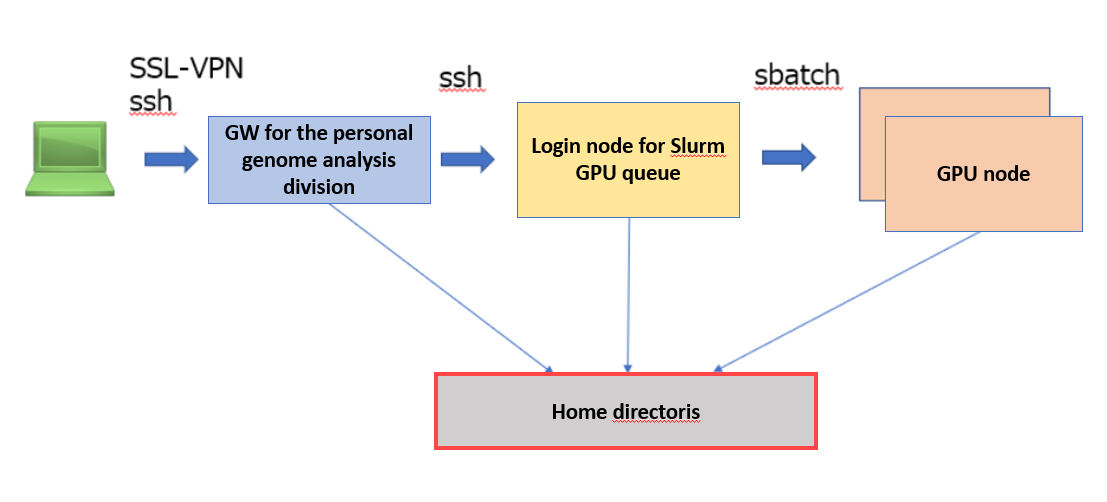 SSL-VPN
ssh
GW for the personal
genome analysis
division
ssh
Login node for Slurm
GPU queue
sbatch
GPU node
Home directoris